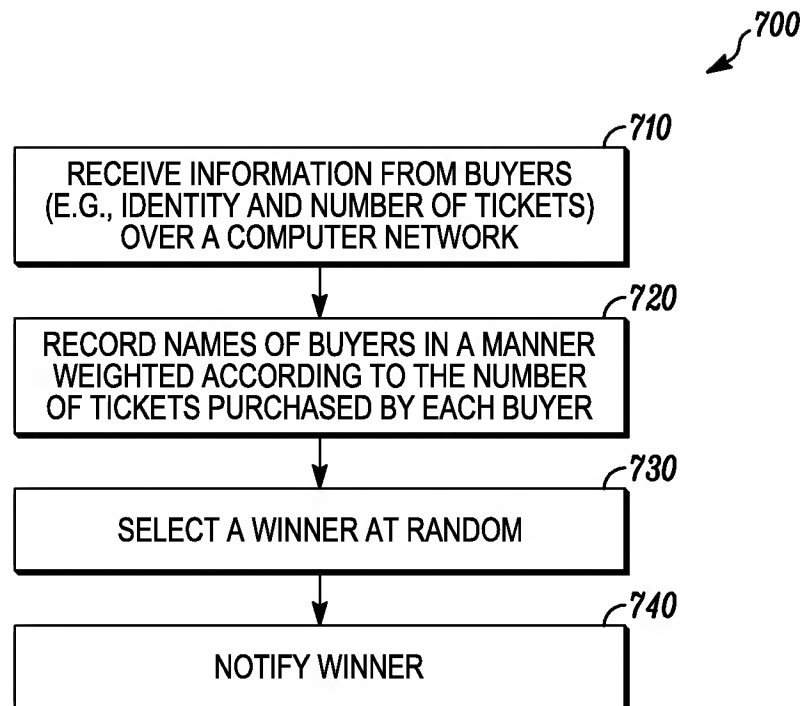 700
710
RECEIVE INFORMATION FROM BUYERS
(E.G., IDENTITY AND NUMBER OF TICKETS)
OVER A COMPUTER NETWORK
720
RECORD NAMES OF BUYERS IN A MANNER
WEIGHTED ACCORDING TO THE NUMBER
OF TICKETS PURCHASED BY EACH BUYER
730
SELECT A WINNER AT RANDOM
740
NOTIFY WINNER